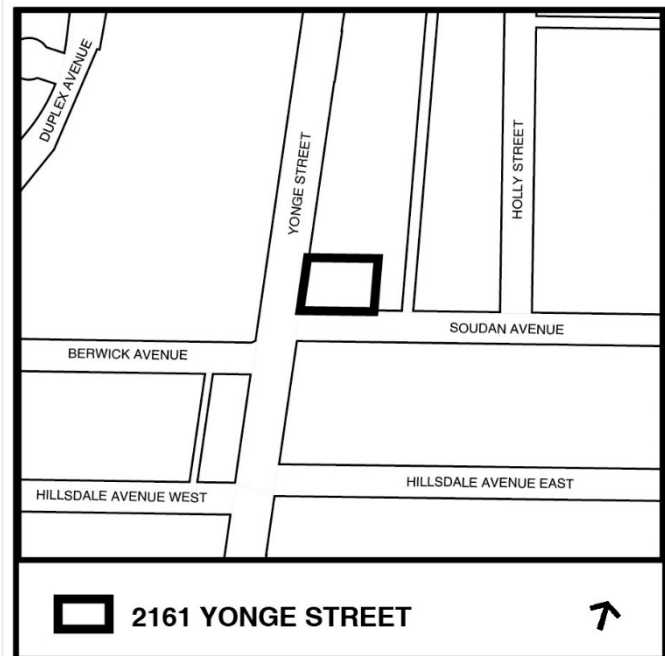 DUPLEX AVENUE
YONGE STREET
HOLLY STREET
SOUDAN AVENUE
BERWICK AVENUE
HILLSDALE AVENUE EAST
HILLSDALE AVENUE WEST
2161 YONGE STREET